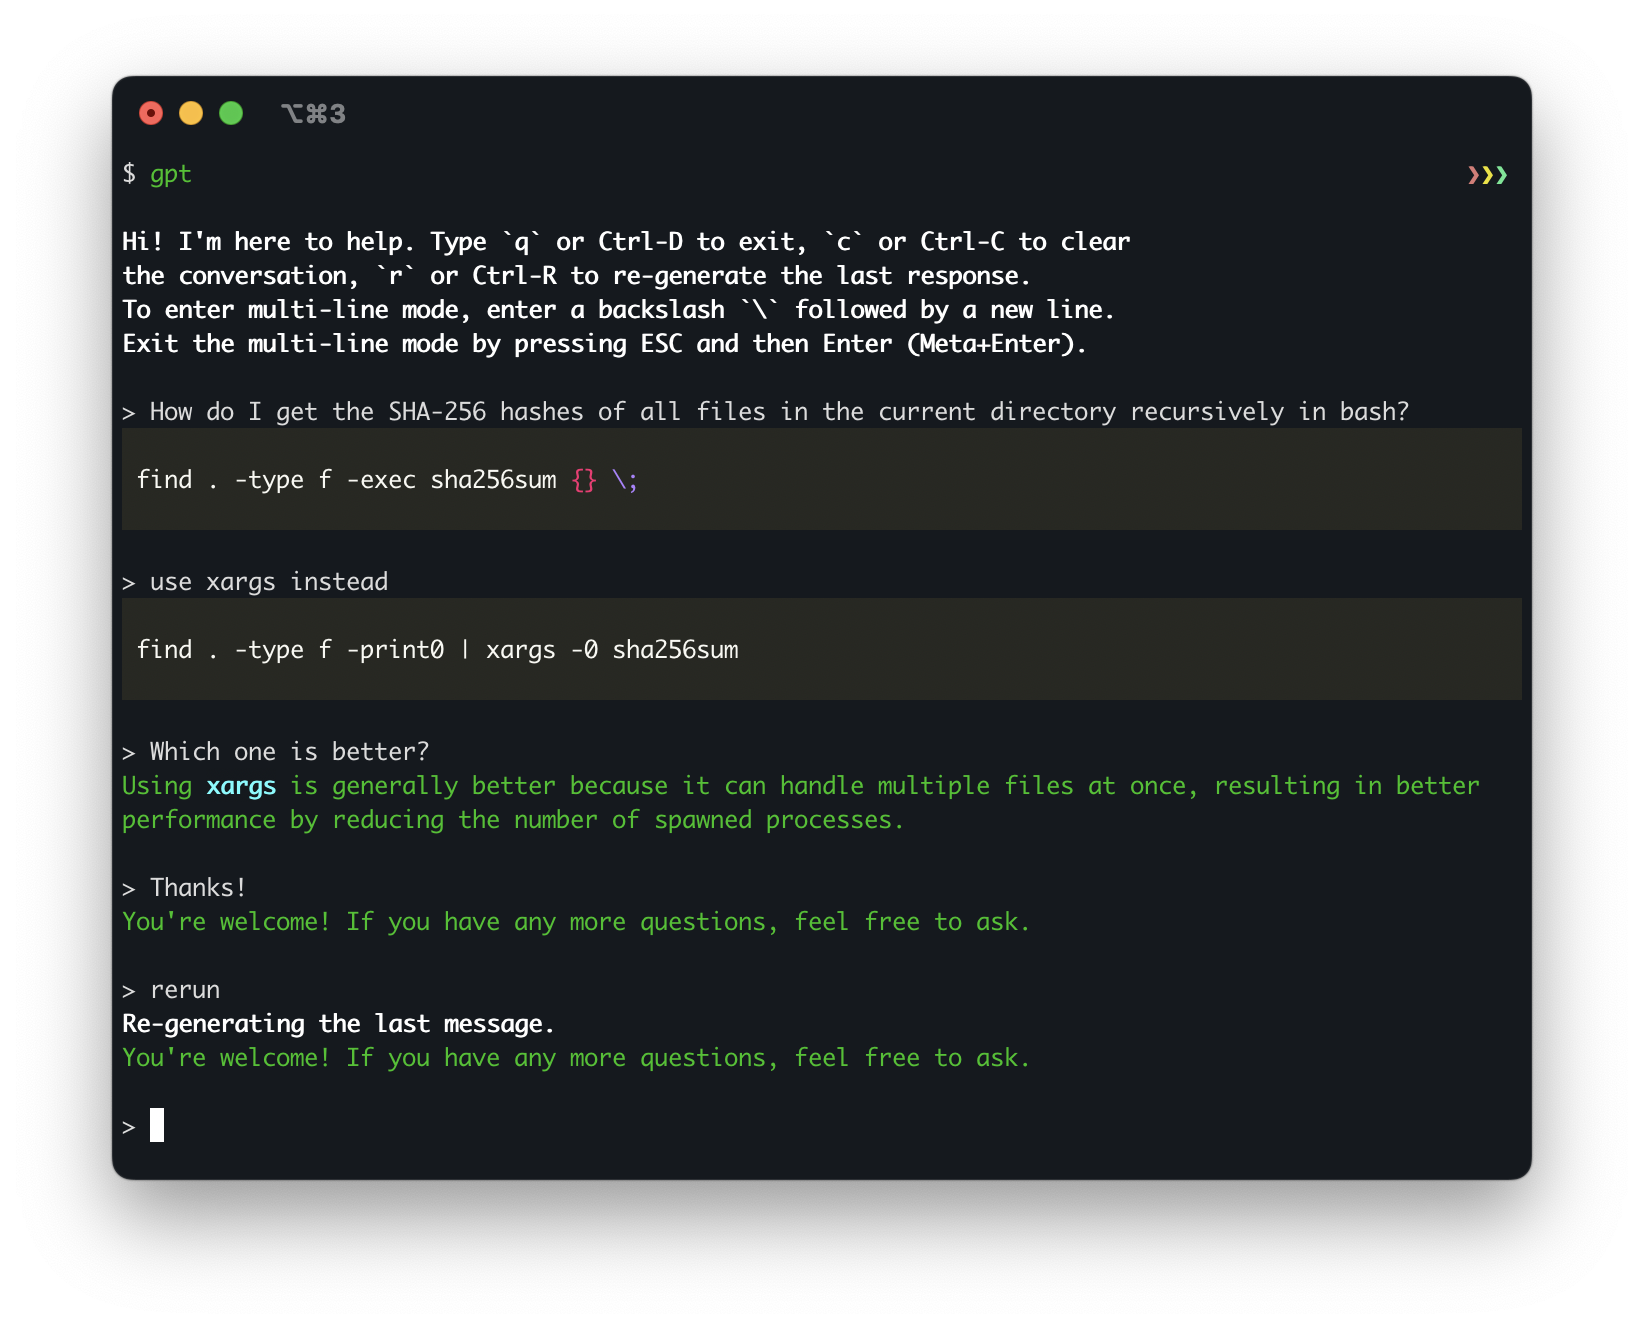 ⌥⌘3
$ gpt ❯❯❯
Hi! I'm here to help. Type `q` or Ctrl-D to exit, `c` or Ctrl-C to clear
the conversation, `r` or Ctrl-R to re-generate the last response.
To enter multi-line mode, enter a backslash `\` followed by a new line.
Exit the multi-line mode by pressing ESC and then Enter (Meta+Enter).
> How do I get the SHA-256 hashes of all files in the current directory recursively in bash?
find . -type f -exec sha256sum {} \;
> use xargs instead
find . -type f -print0 | xargs -0 sha256sum
> Which one is better?
Using xargs is generally better because it can handle multiple files at once, resulting in better
performance by reducing the number of spawned processes.
> Thanks!
You're welcome! If you have any more questions, feel free to ask.
> rerun
Re-generating the last message.
You're welcome! If you have any more questions, feel free to ask.
>